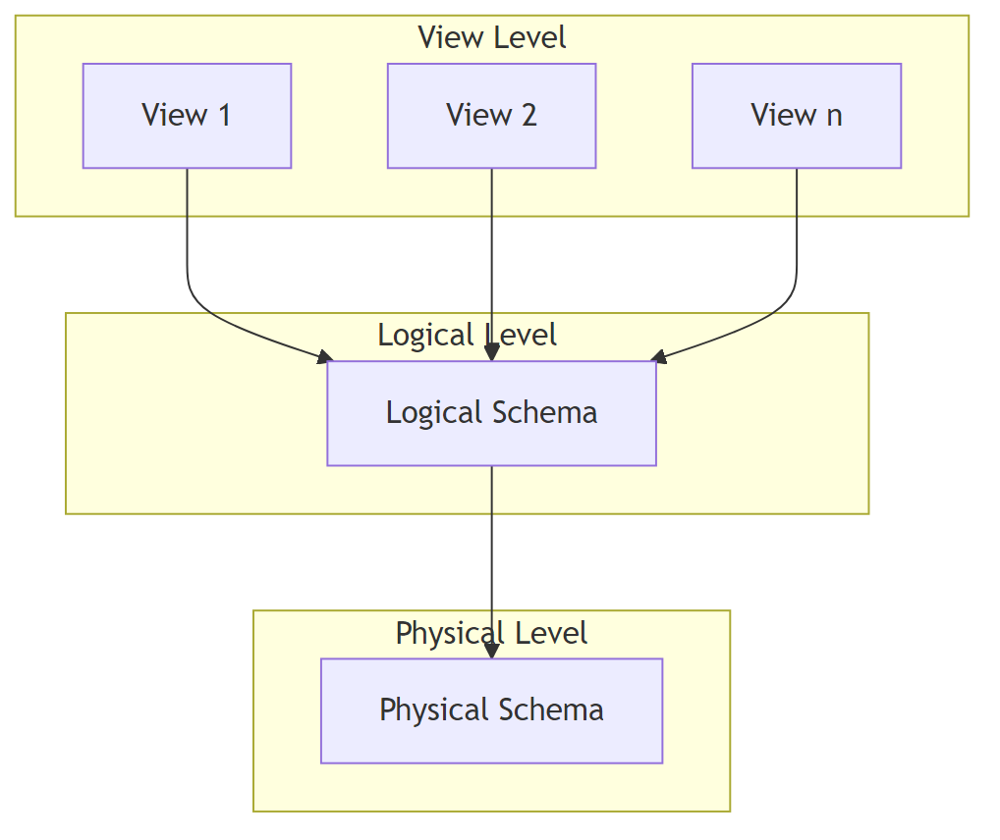 View Level
View 1
View 2
View n
Logical Level
Logical Schema
Physical Level
Physical Schema